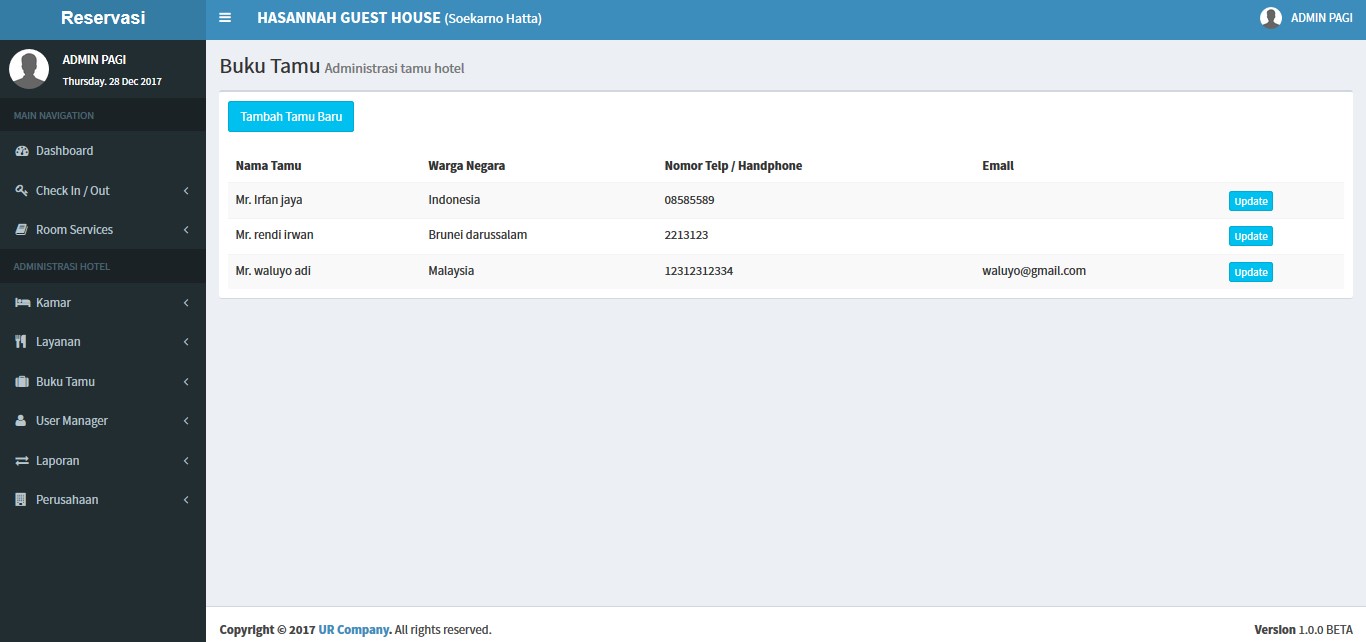 Reservasi
HASANNAH GUEST HOUSE (Soekarno Hatta)
ADMIN PAGI
ADMIN PAGI
Thursday. 28 Dec 2017
MAIN NAVIGATION
Dashboard
Check In / Out
Room Services
ADMINISTRASI HOTEL
Kamar
Layanan
Buku Tamu
User Manager
Laporan
Perusahaan
Buku Tamu Administrasi tamu hotel
Tambah Tamu Baru
Nama Tamu Warga Negara Nomor Telp / Handphone Email
Mr. Irfan jaya Indonesia 08585589 Update
Mr. rendi irwan Brunei darussalam 2213123 Update
Mr. waluyo adi Malaysia 12312312334 waluyo@gmail.com Update
Copyright © 2017 UR Company. All rights reserved. Version 1.0.0 BETA